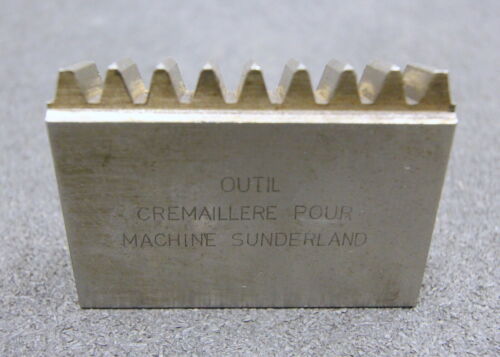 OUTIL
CREMAILLERE POUR
MACHINE SUNDERLAND